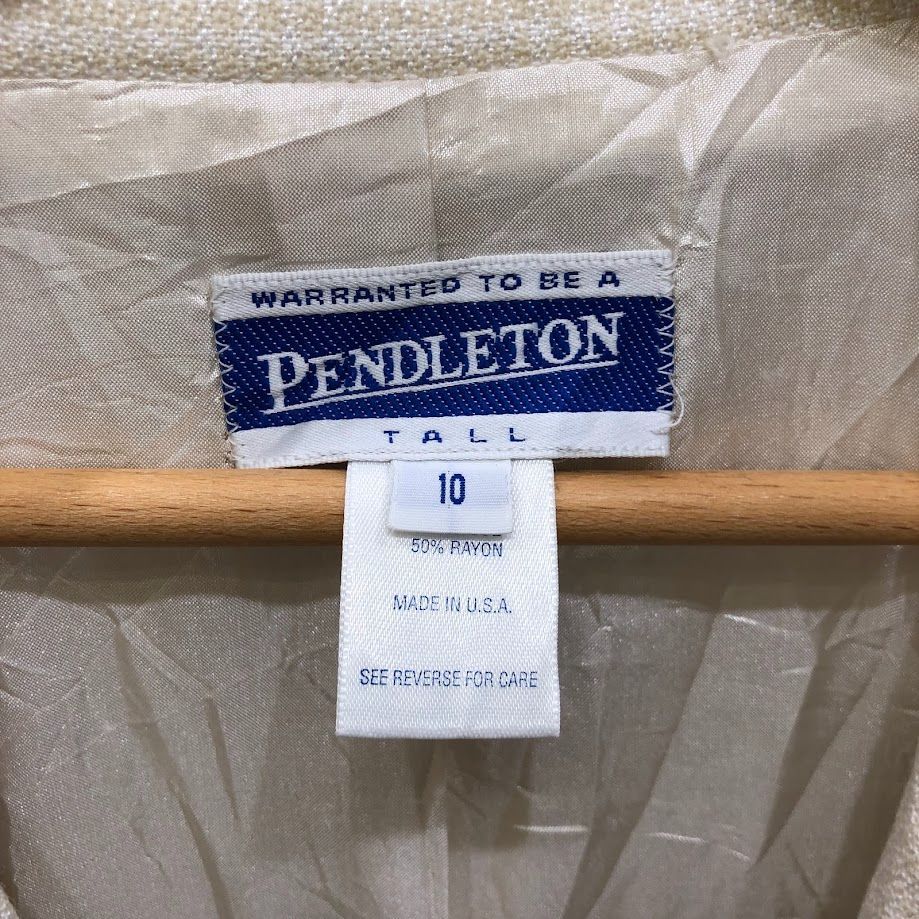 WARRANTED TO BE A
PENDLETON
TALL
10
50% RAYON
MADE IN U.S.A.
SEE REVERSE FOR CARE